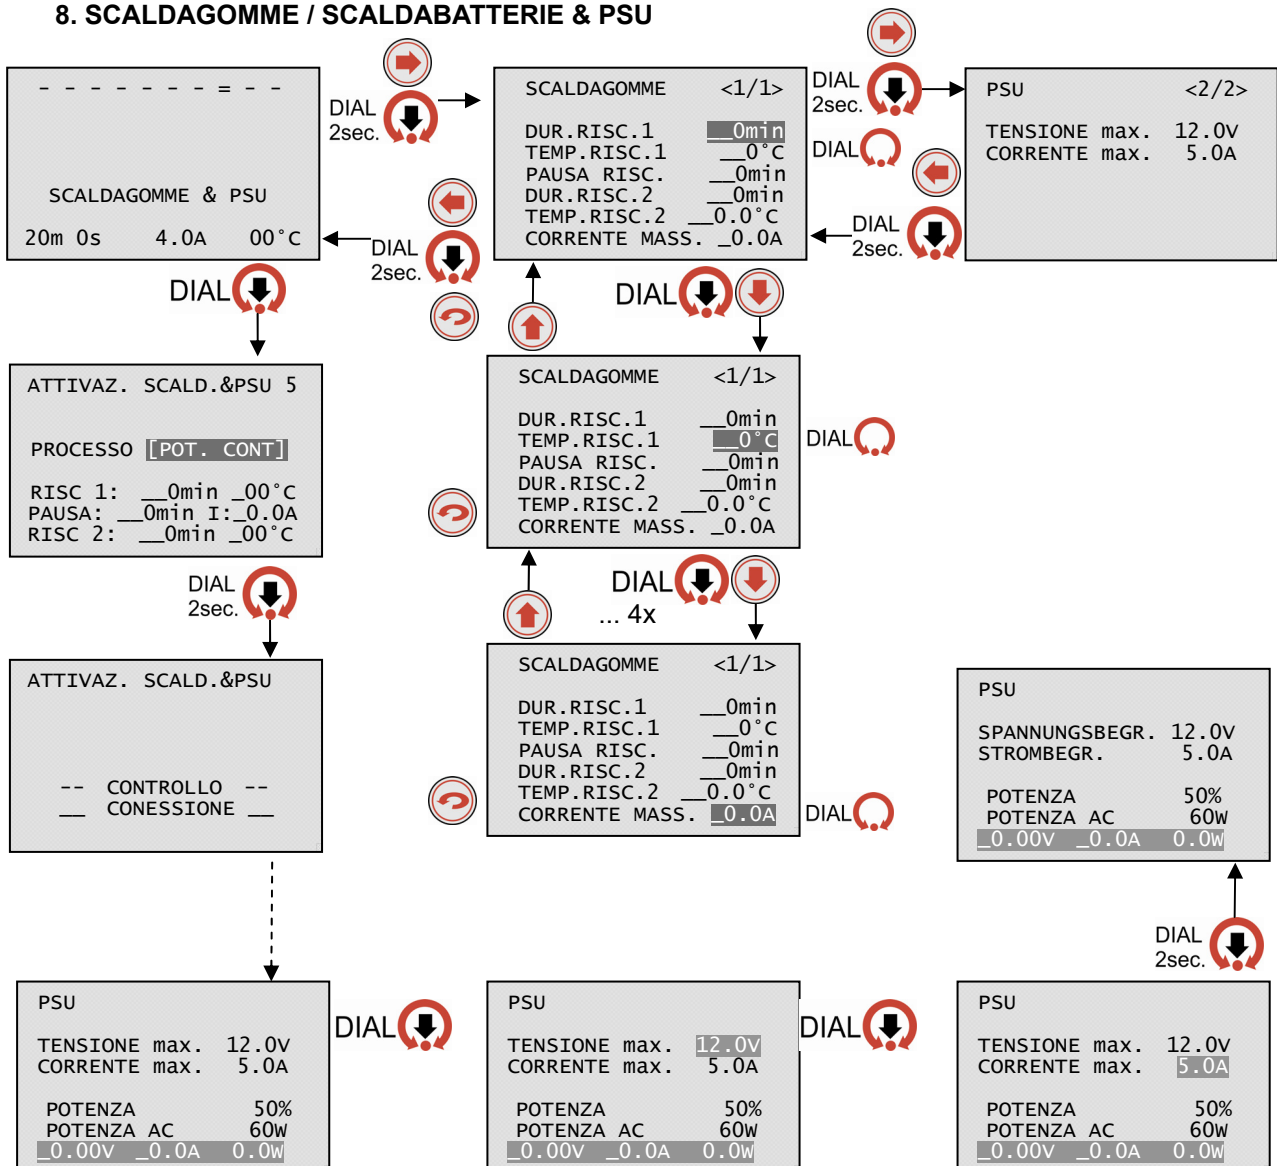 8. SCALDAGOMME / SCALDABATTERIE & PSU
- - - - - - - = - -
SCALDAGOMME & PSU
20m 0s 4.0A 00°C
DIAL
2sec.
SCALDAGOMME <1/1>
DUR.RISC.1 __0min
TEMP.RISC.1 __0°C
PAUSA RISC. __0min
DUR.RISC.2 __0min
TEMP.RISC.2 __0.0°C
CORRENTE MASS. _0.0A
DIAL
2sec.
DIAL
PSU <2/2>
TENSIONE max. 12.0V
CORRENTE max. 5.0A
DIAL
2sec.
DIAL
2sec.
DIAL
DIAL
ATTIVAZ. SCALD.&PSU 5
PROCESSO [POT. CONT]
RISC 1: __0min _00°C
PAUSA: __0min I:_0.0A
RISC 2: __0min _00°C
SCALDAGOMME <1/1>
DUR.RISC.1 __0min
TEMP.RISC.1 __0°C
PAUSA RISC. __0min
DUR.RISC.2 __0min
TEMP.RISC.2 __0.0°C
CORRENTE MASS. _0.0A
DIAL
DIAL
2sec.
DIAL
... 4x
ATTIVAZ. SCALD.&PSU
-- CONTROLLO --
__ CONESSIONE __
SCALDAGOMME <1/1>
DUR.RISC.1 __0min
TEMP.RISC.1 __0°C
PAUSA RISC. __0min
DUR.RISC.2 __0min
TEMP.RISC.2 __0.0°C
CORRENTE MASS. _0.0A
DIAL
PSU
SPANNUNGSBEGR. 12.0V
STROMBEGR. 5.0A
POTENZA 50%
POTENZA AC 60W
_0.00V _0.0A 0.0W
DIAL
2sec.
PSU
TENSIONE max. 12.0V
CORRENTE max. 5.0A
POTENZA 50%
POTENZA AC 60W
_0.00V _0.0A 0.0W
DIAL
PSU
TENSIONE max. 12.0V
CORRENTE max. 5.0A
POTENZA 50%
POTENZA AC 60W
_0.00V _0.0A 0.0W
DIAL
PSU
TENSIONE max. 12.0V
CORRENTE max. 5.0A
POTENZA 50%
POTENZA AC 60W
_0.00V _0.0A 0.0W